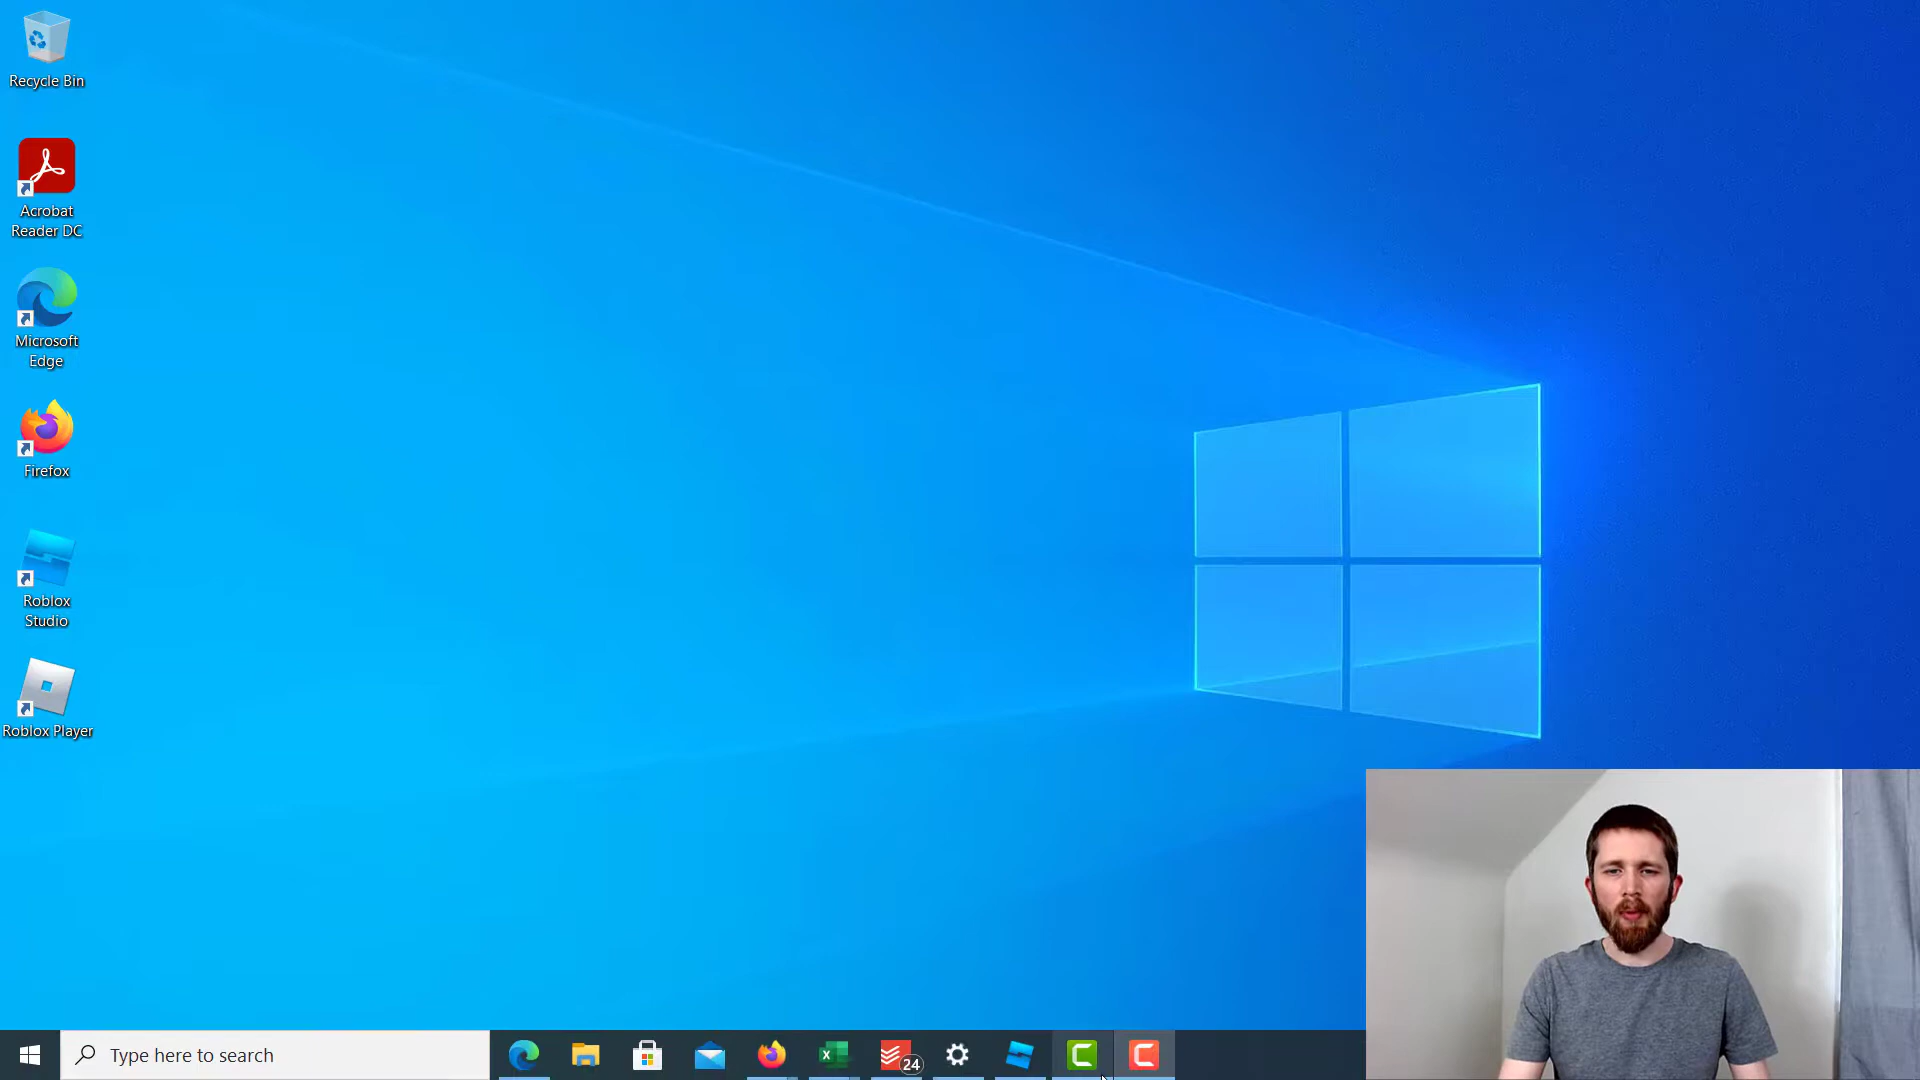 Recycle Bin
Acrobat
Reader DC
Microsoft
Edge
Firefox
Roblox
Studio
Roblox Player
Type here to search
24